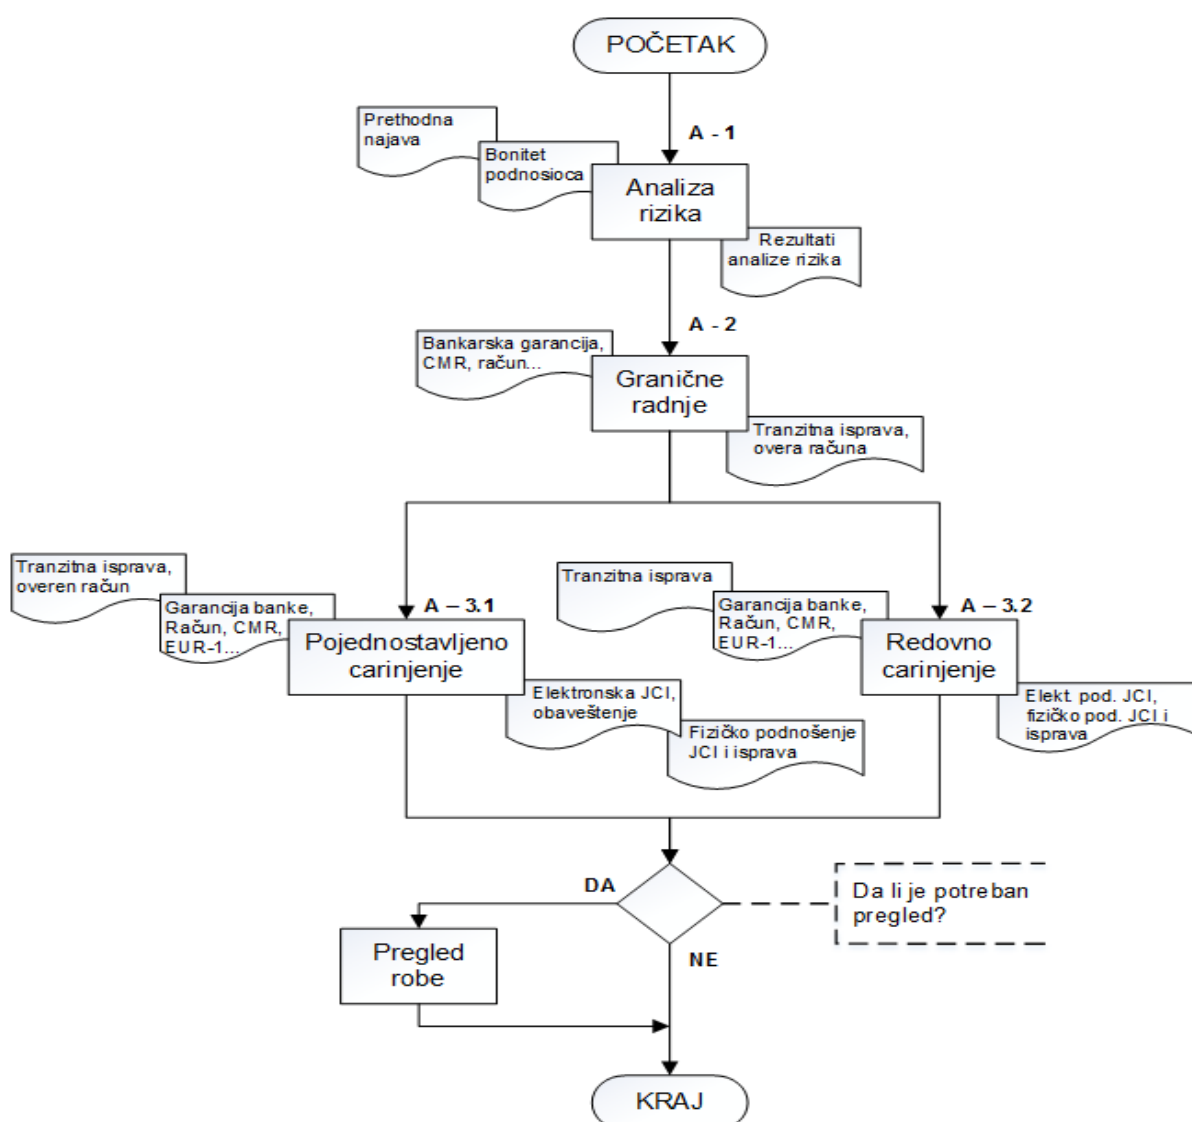 POČETAK
A - 1
Prethodna
najava
Bonitet
podnosioca
Analiza
rizika
Rezultati
analize rizika
A - 2
Bankarska garancija,
CMR, račun...
Granične
radnje
Tranzitna isprava,
overa računa
Tranzitna isprava,
overen račun
Garancija banke,
Račun, CMR,
EUR-1...
A – 3.1
Pojednostavljeno
carinjenje
Elektronska JCI,
obaveštenje
Fizičko podnošenje
JCI i isprava
Tranzitna isprava
Garancija banke,
Račun, CMR,
EUR-1...
A – 3.2
Redovno
carinjenje
Elekt. pod. JCI,
fizičko pod. JCI i
isprava
DA
Da li je potreban
pregled?
Pregled
robe
NE
KRAJ